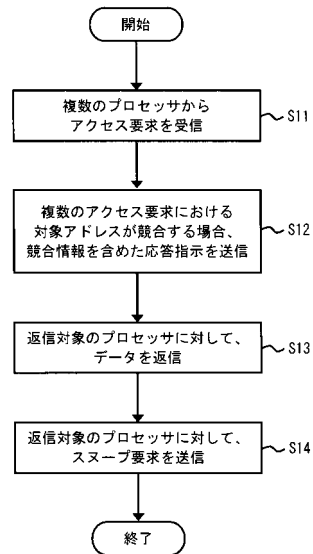 開始
複数のプロセッサから
アクセス要求を受信
S11
複数のアクセス要求における
対象アドレスが競合する場合、
競合情報を含めた応答指示を送信
S12
返信対象のプロセッサに対して、
データを返信
S13
返信対象のプロセッサに対して、
スヌープ要求を送信
S14
終了